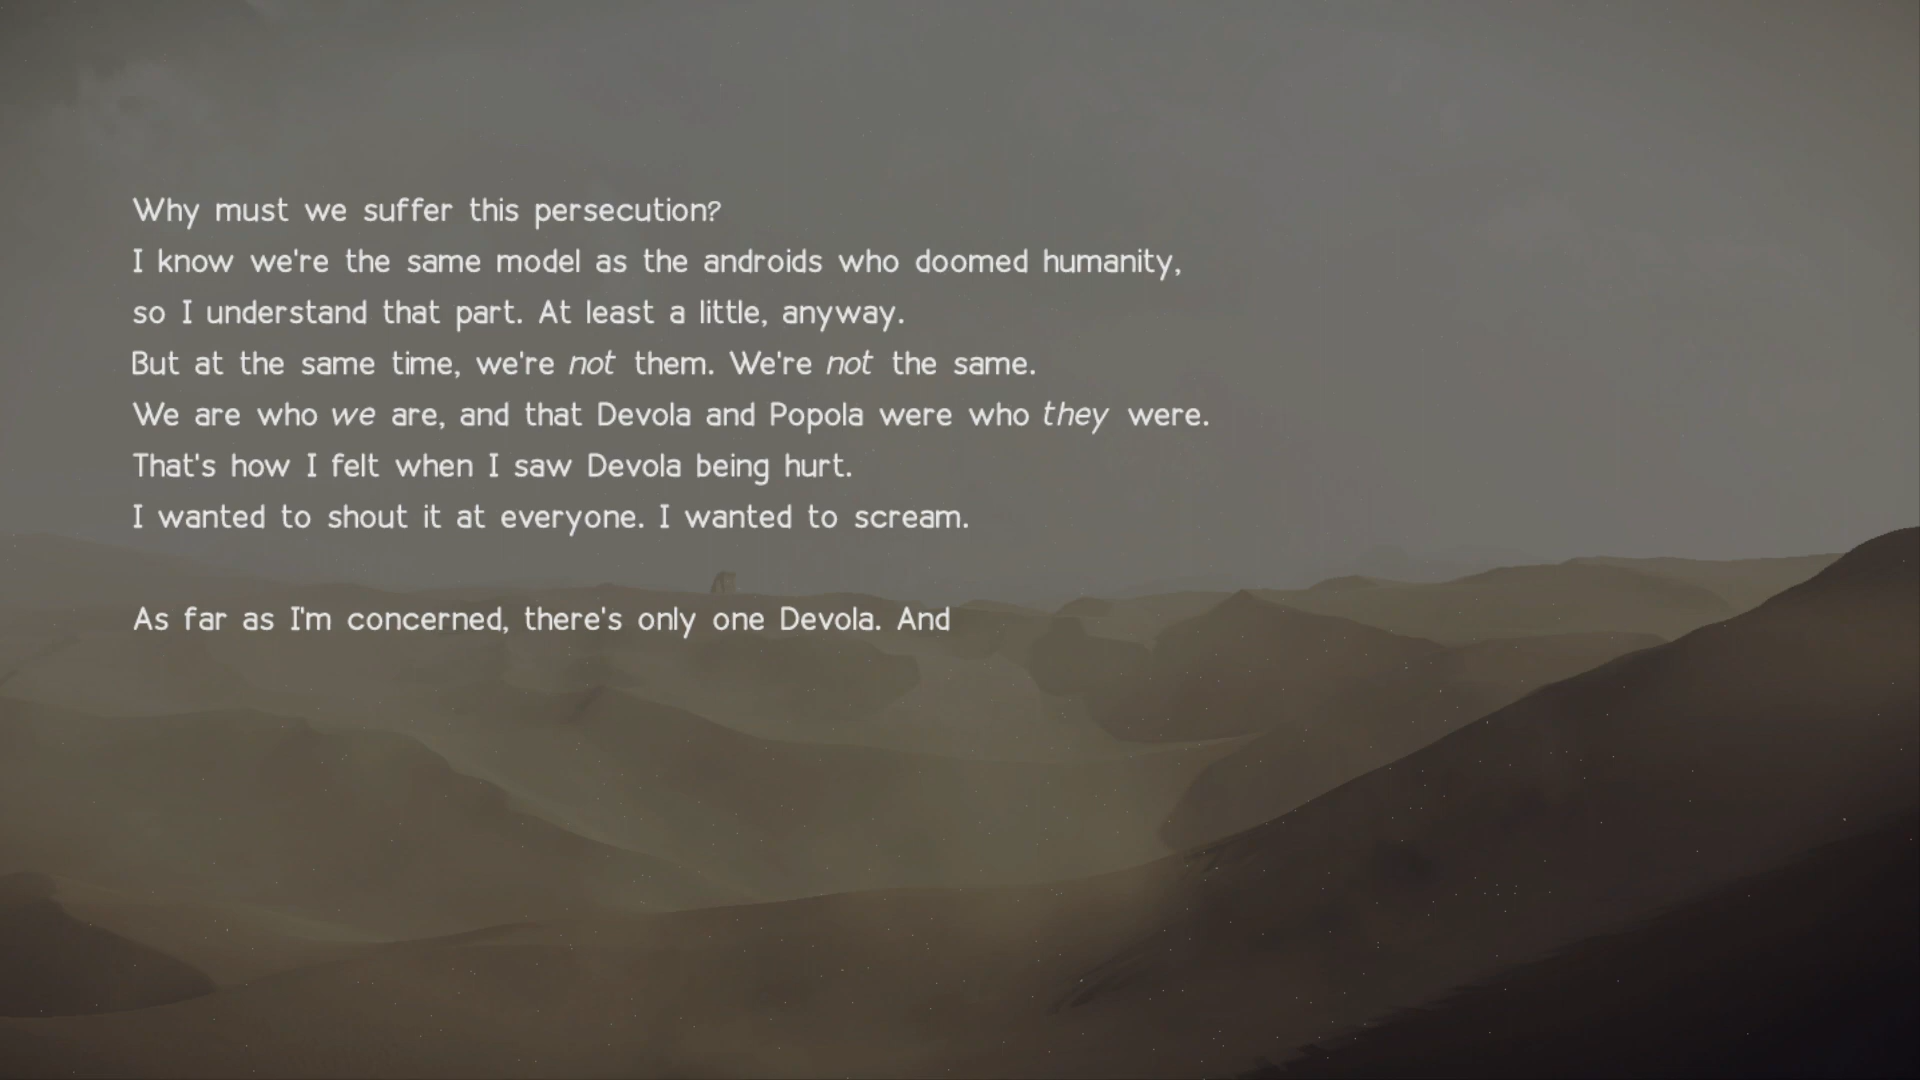 Why must we suffer this persecution?
I know we're the same model as the androids who doomed humanity,
so I understand that part. At least a little, anyway.
But at the same time, we're not them. We're not the same.
We are who we are, and that Devola and Popola were who they were.
That's how I felt when I saw Devola being hurt.
I wanted to shout it at everyone. I wanted to scream.
As far as I'm concerned, there's only one Devola. And